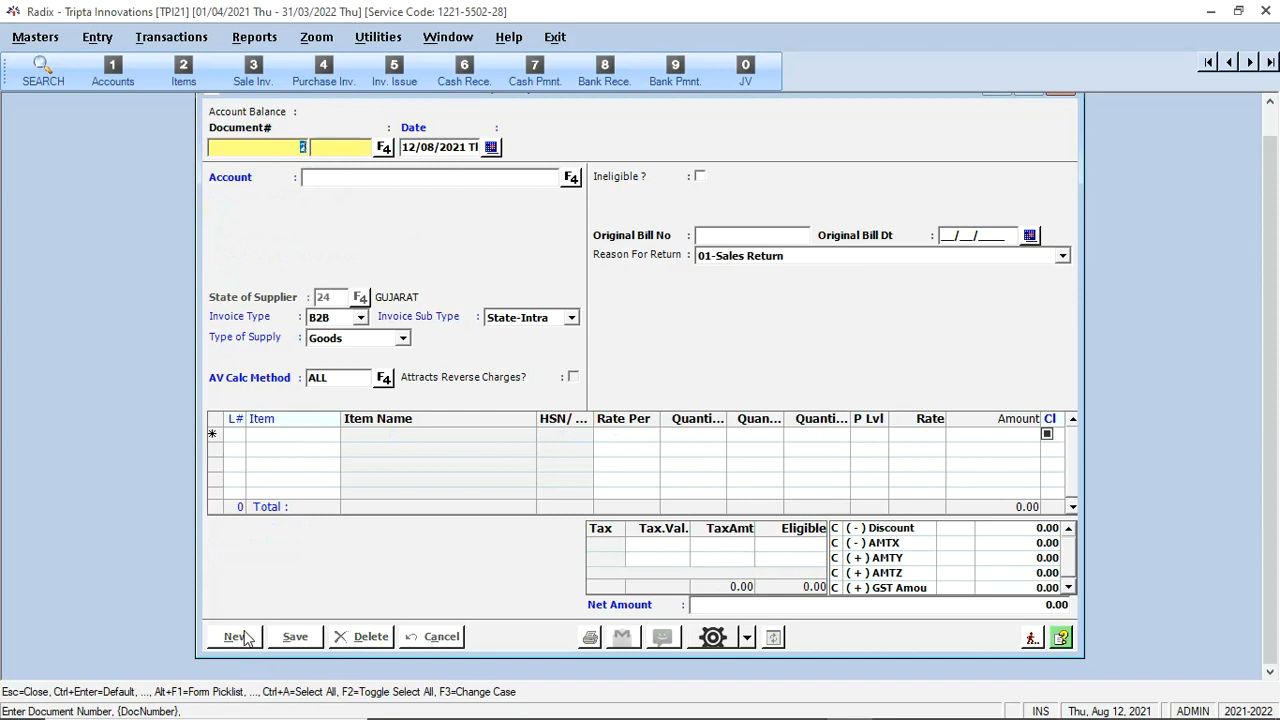 Radix - Tripta Innovations [TPI21] [01/04/2021 Thu - 31/03/2022 Thu] [Service Code: 1221-5502-28]
Masters Entry Transactions Reports Zoom Utilities Window Help Exit
1 2 3 4 5 6 7 8 9 0
SEARCH Accounts Items Sale Inv. Purchase Inv. Inv. Issue Cash Rece. Cash Pmnt. Bank Rece. Bank Pmnt. JV
Account Balance :
Document# : Date :
F4 12/08/2021 Tl
Account : F4 Ineligible ? :
Original Bill No : Original Bill Dt : __/__/____
Reason For Return : 01-Sales Return
State of Supplier : 24 F4 GUJARAT
Invoice Type : B2B Invoice Sub Type : State-Intra
Type of Supply : Goods
AV Calc Method : ALL F4 Attracts Reverse Charges? :
L# Item Item Name HSN/ ... Rate Per Quanti... Quan... Quanti... P Lvl Rate Amount Cl
*
0 Total : 0.00
Tax Tax.Val. TaxAmt Eligible C ( - ) Discount 0.00
C ( - ) AMTX 0.00
C ( + ) AMTY 0.00
C ( + ) AMTZ 0.00
0.00 0.00 C ( + ) GST Amou 0.00
Net Amount : 0.00
New Save Delete Cancel
Esc=Close, Ctrl+Enter=Default, ..., Alt+F1=Form Picklist, ..., Ctrl+A=Select All, F2=Toggle Select All, F3=Change Case
Enter Document Number, {DocNumber}, INS Thu, Aug 12, 2021 ADMIN 2021-2022